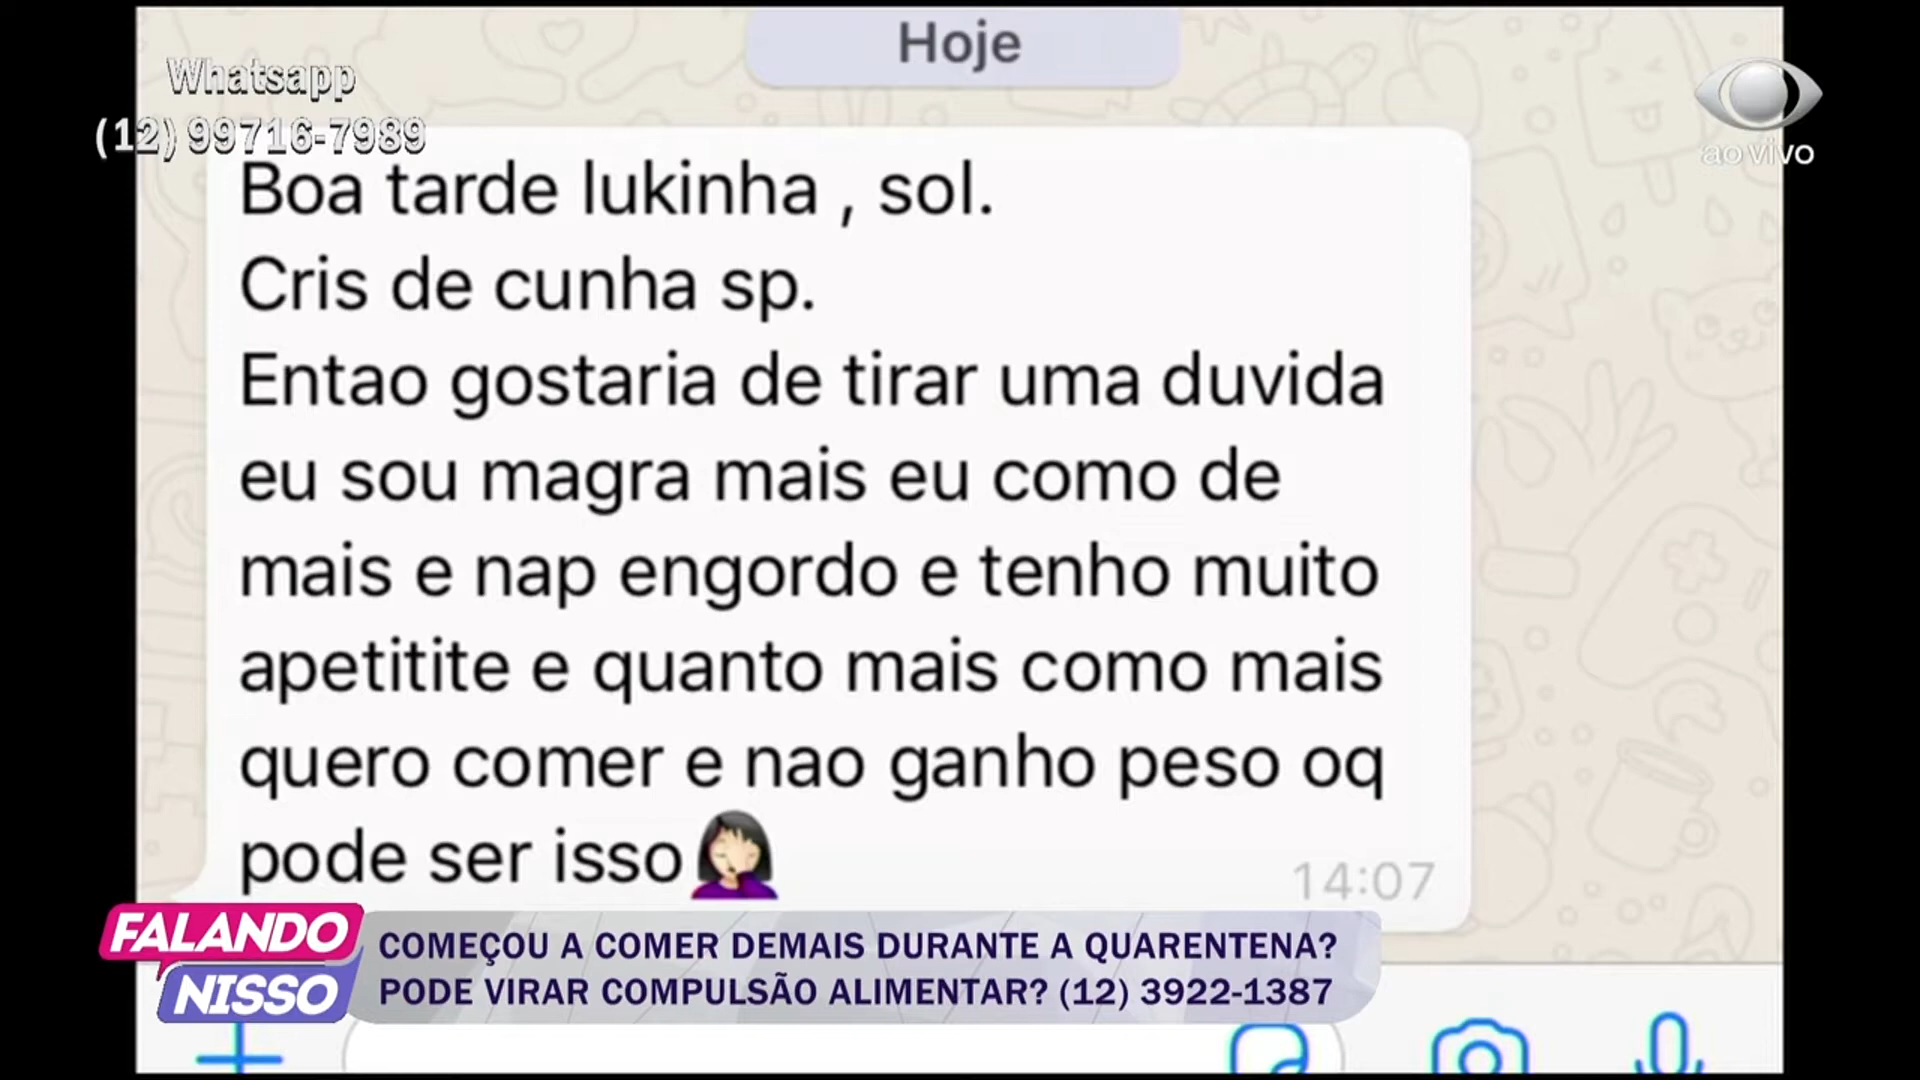 Hoje
Whatsapp
(12) 99716-7989
ao vivo
Boa tarde lukinha , sol.
Cris de cunha sp.
Entao gostaria de tirar uma duvida
eu sou magra mais eu como de
mais e nap engordo e tenho muito
apetitite e quanto mais como mais
quero comer e nao ganho peso oq
pode ser isso🤦🏻‍♀️
14:07
FALANDO
NISSO
COMEÇOU A COMER DEMAIS DURANTE A QUARENTENA?
PODE VIRAR COMPULSÃO ALIMENTAR? (12) 3922-1387